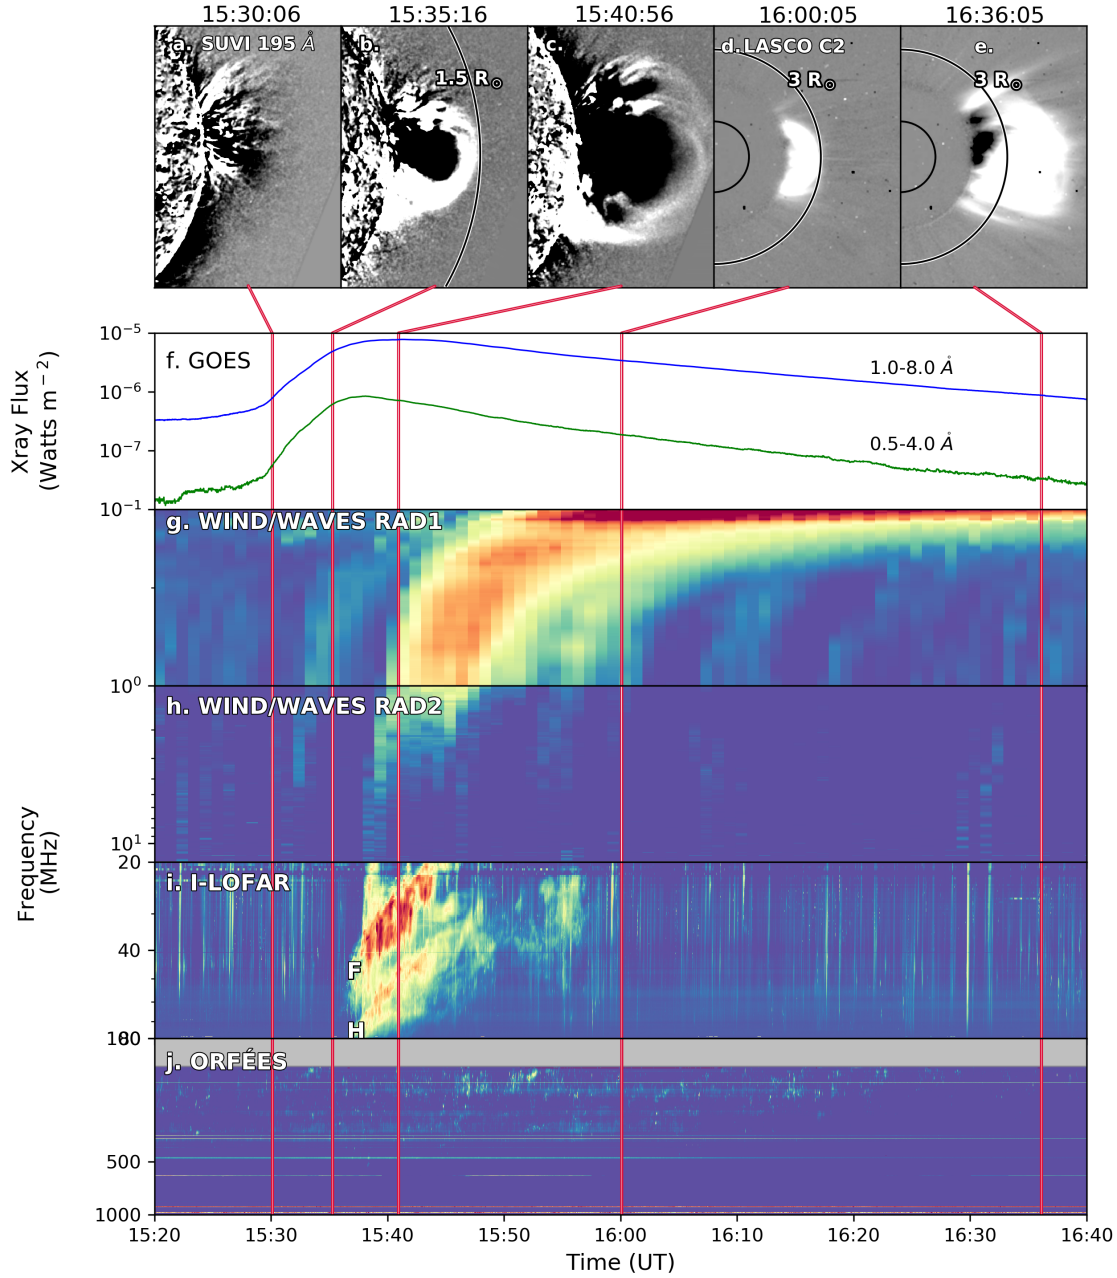 15:30:06 15:35:16 15:40:56 16:00:05 16:36:05
a. SUVI 195 Å b. c. d. LASCO C2 e.
1.5 R⊙ 3 R⊙ 3 R⊙
10⁻⁵
f. GOES
1.0-8.0 Å
10⁻⁶
Xray Flux
(Watts m⁻²)
0.5-4.0 Å
10⁻⁷
10⁻¹
g. WIND/WAVES RAD1
10⁰
h. WIND/WAVES RAD2
10¹
20
i. I-LOFAR
Frequency
(MHz)
40
F
H
j. ORFÉES
500
1000
15:20 15:30 15:40 15:50 16:00 16:10 16:20 16:30 16:40
Time (UT)